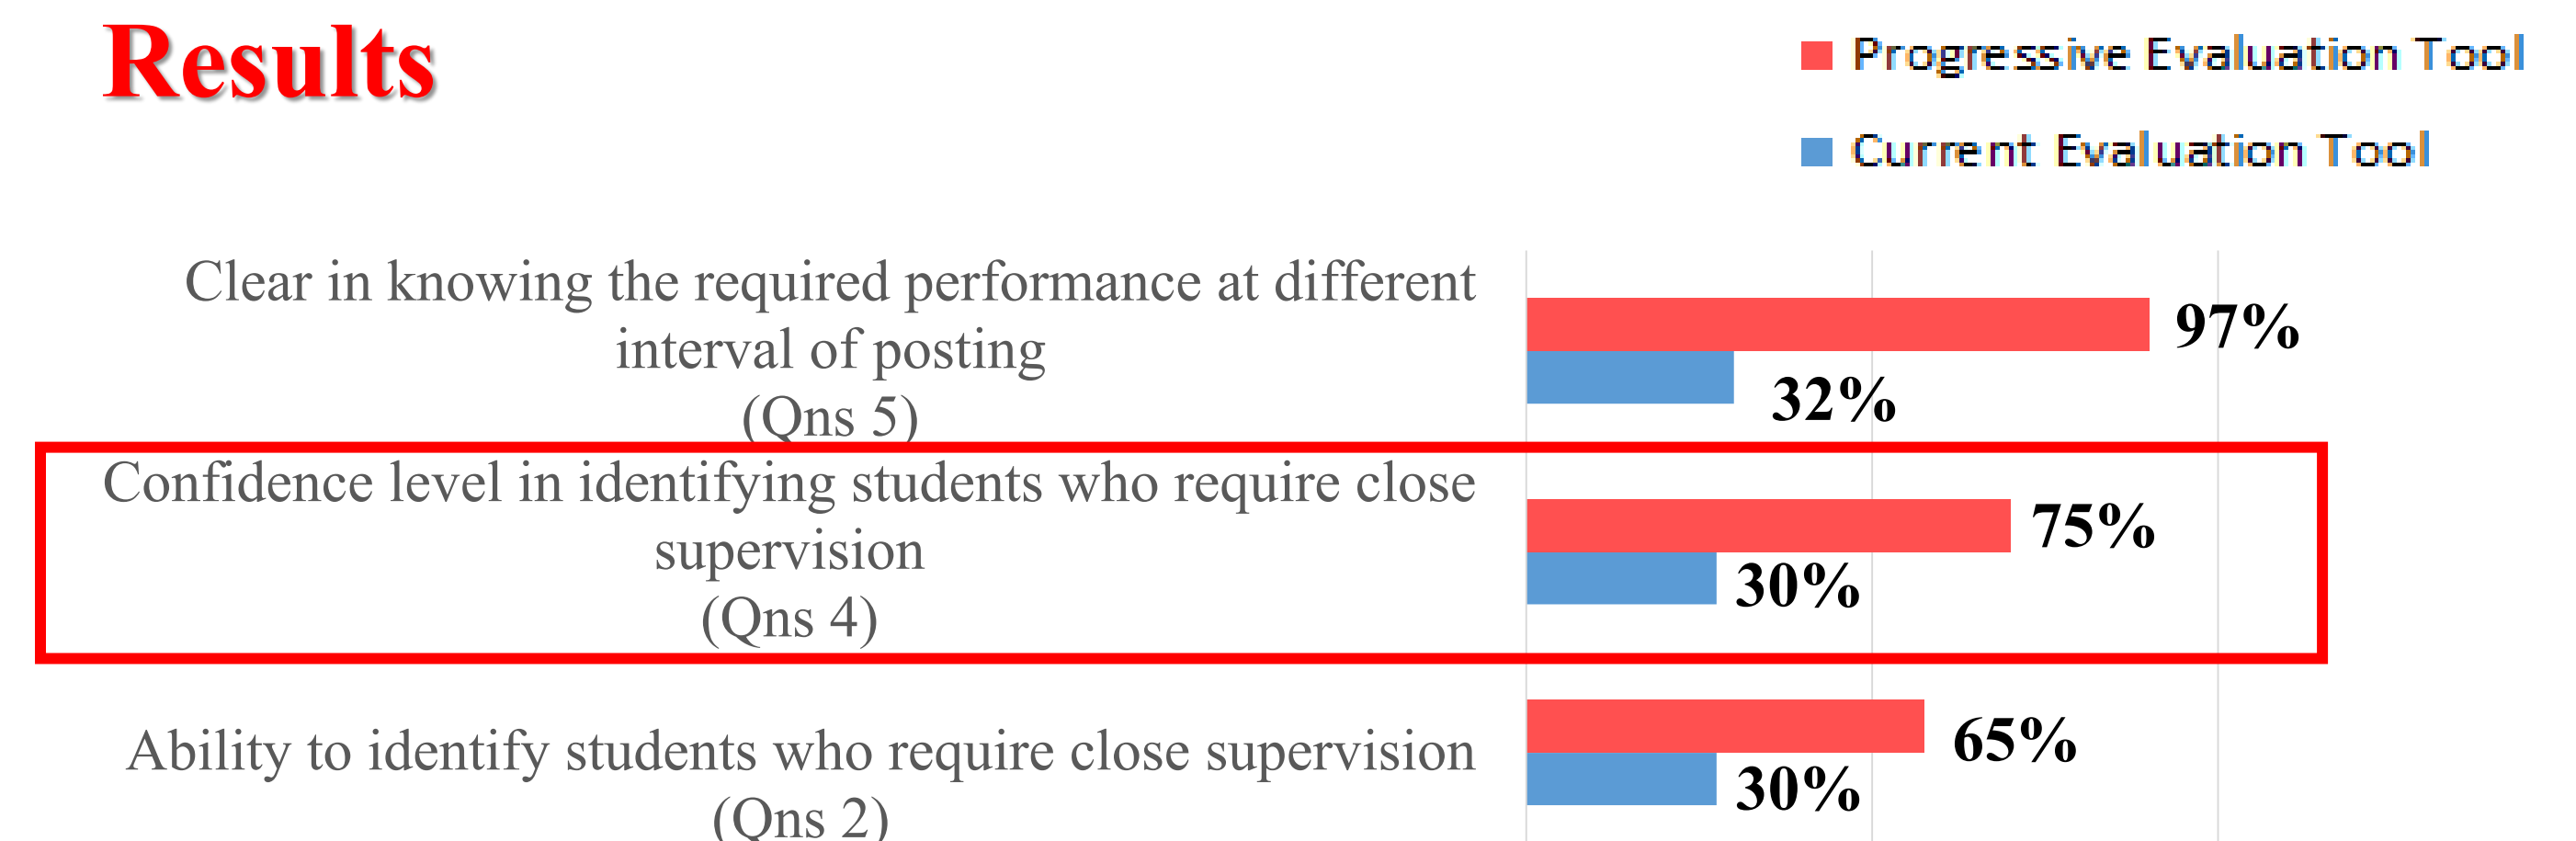 Results
Progressive Evaluation Tool
Current Evaluation Tool
Clear in knowing the required performance at different
interval of posting
(Qns 5)
97%
32%
Confidence level in identifying students who require close
supervision
(Qns 4)
75%
30%
Ability to identify students who require close supervision
(Qns 2)
65%
30%